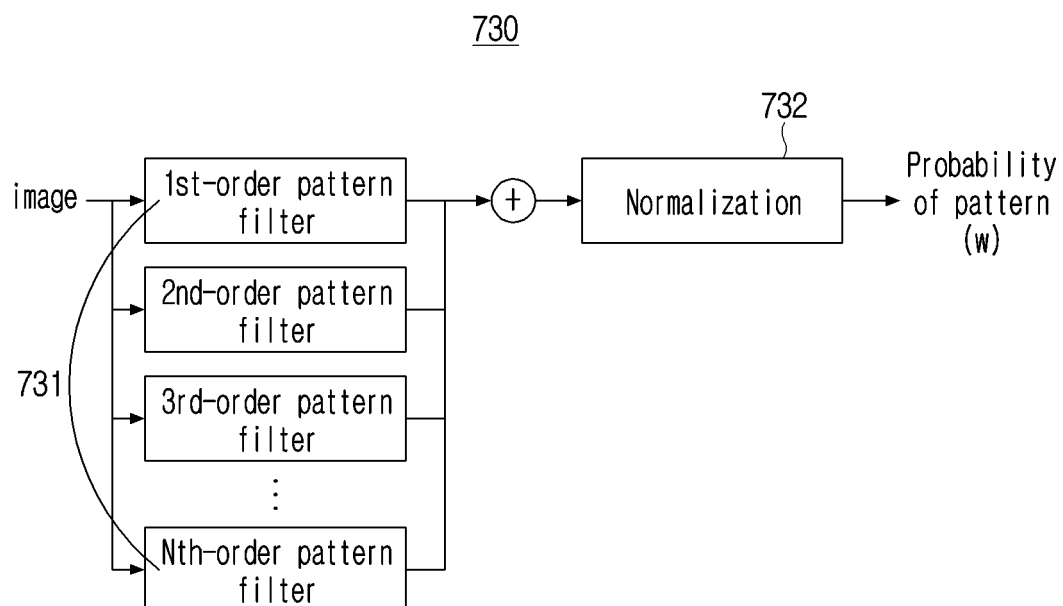 730
732
image
1st-order pattern
filter
+
Normalization
Probability
of pattern
(w)
2nd-order pattern
filter
731
3rd-order pattern
filter
Nth-order pattern
filter